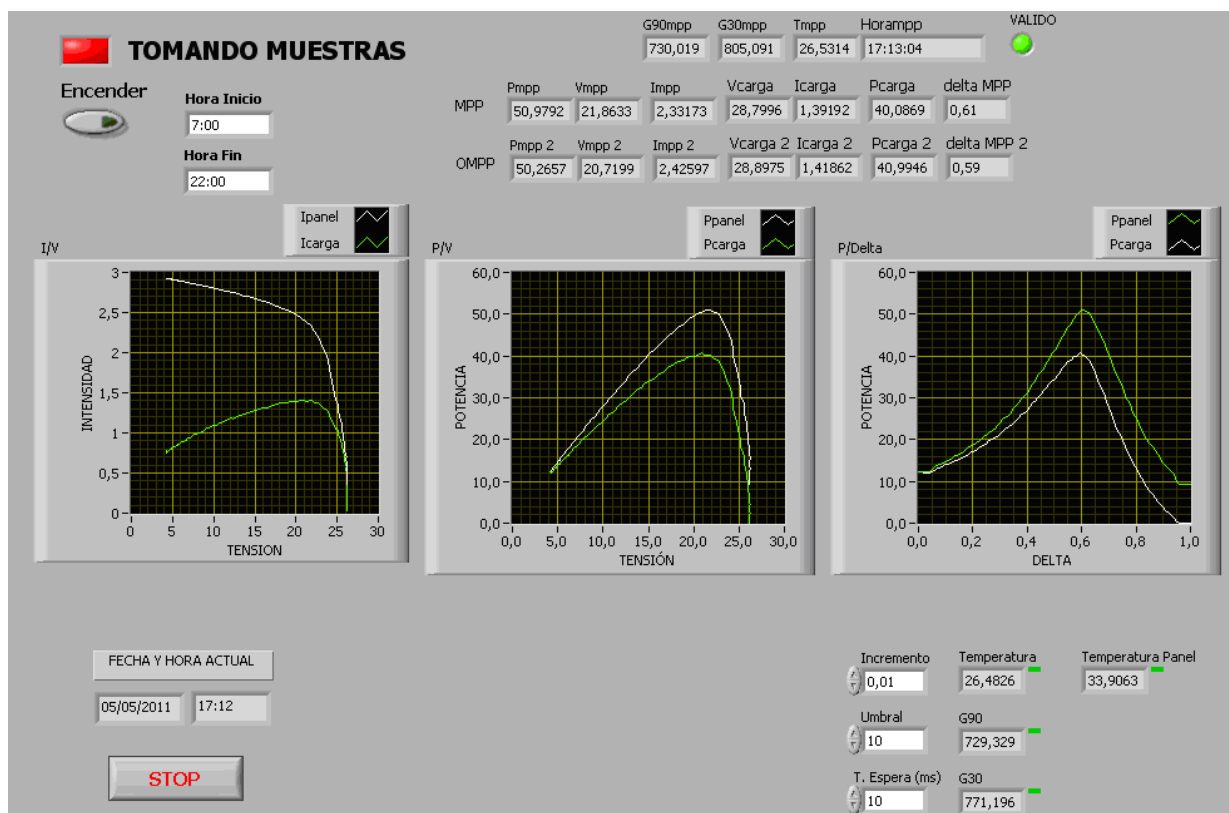 TOMANDO MUESTRAS
Encender
Hora Inicio
7:00
Hora Fin
22:00
G90mpp G30mpp Tmpp Horampp VALIDO
730,019 805,091 26,5314 17:13:04
Pmpp Vmpp Impp Vcarga Icarga Pcarga delta MPP
MPP 50,9792 21,8633 2,33173 28,7996 1,39192 40,0869 0,61
Pmpp 2 Vmpp 2 Impp 2 Vcarga 2 Icarga 2 Pcarga 2 delta MPP 2
OMPP 50,2657 20,7199 2,42597 28,8975 1,41862 40,9946 0,59
I/V
Ipanel
Icarga
3
2,5
2
1,5
1
0,5
0
INTENSIDAD
0 5 10 15 20 25 30
TENSION
P/V
Ppanel
Pcarga
60,0
50,0
40,0
30,0
20,0
10,0
0,0
POTENCIA
0,0 5,0 10,0 15,0 20,0 25,0 30,0
TENSIÓN
P/Delta
Ppanel
Pcarga
60,0
50,0
40,0
30,0
20,0
10,0
0,0
POTENCIA
0,0 0,2 0,4 0,6 0,8 1,0
DELTA
FECHA Y HORA ACTUAL
05/05/2011 17:12
STOP
Incremento Temperatura Temperatura Panel
0,01 26,4826 33,9063
Umbral G90
10 729,329
T. Espera (ms) G30
10 771,196